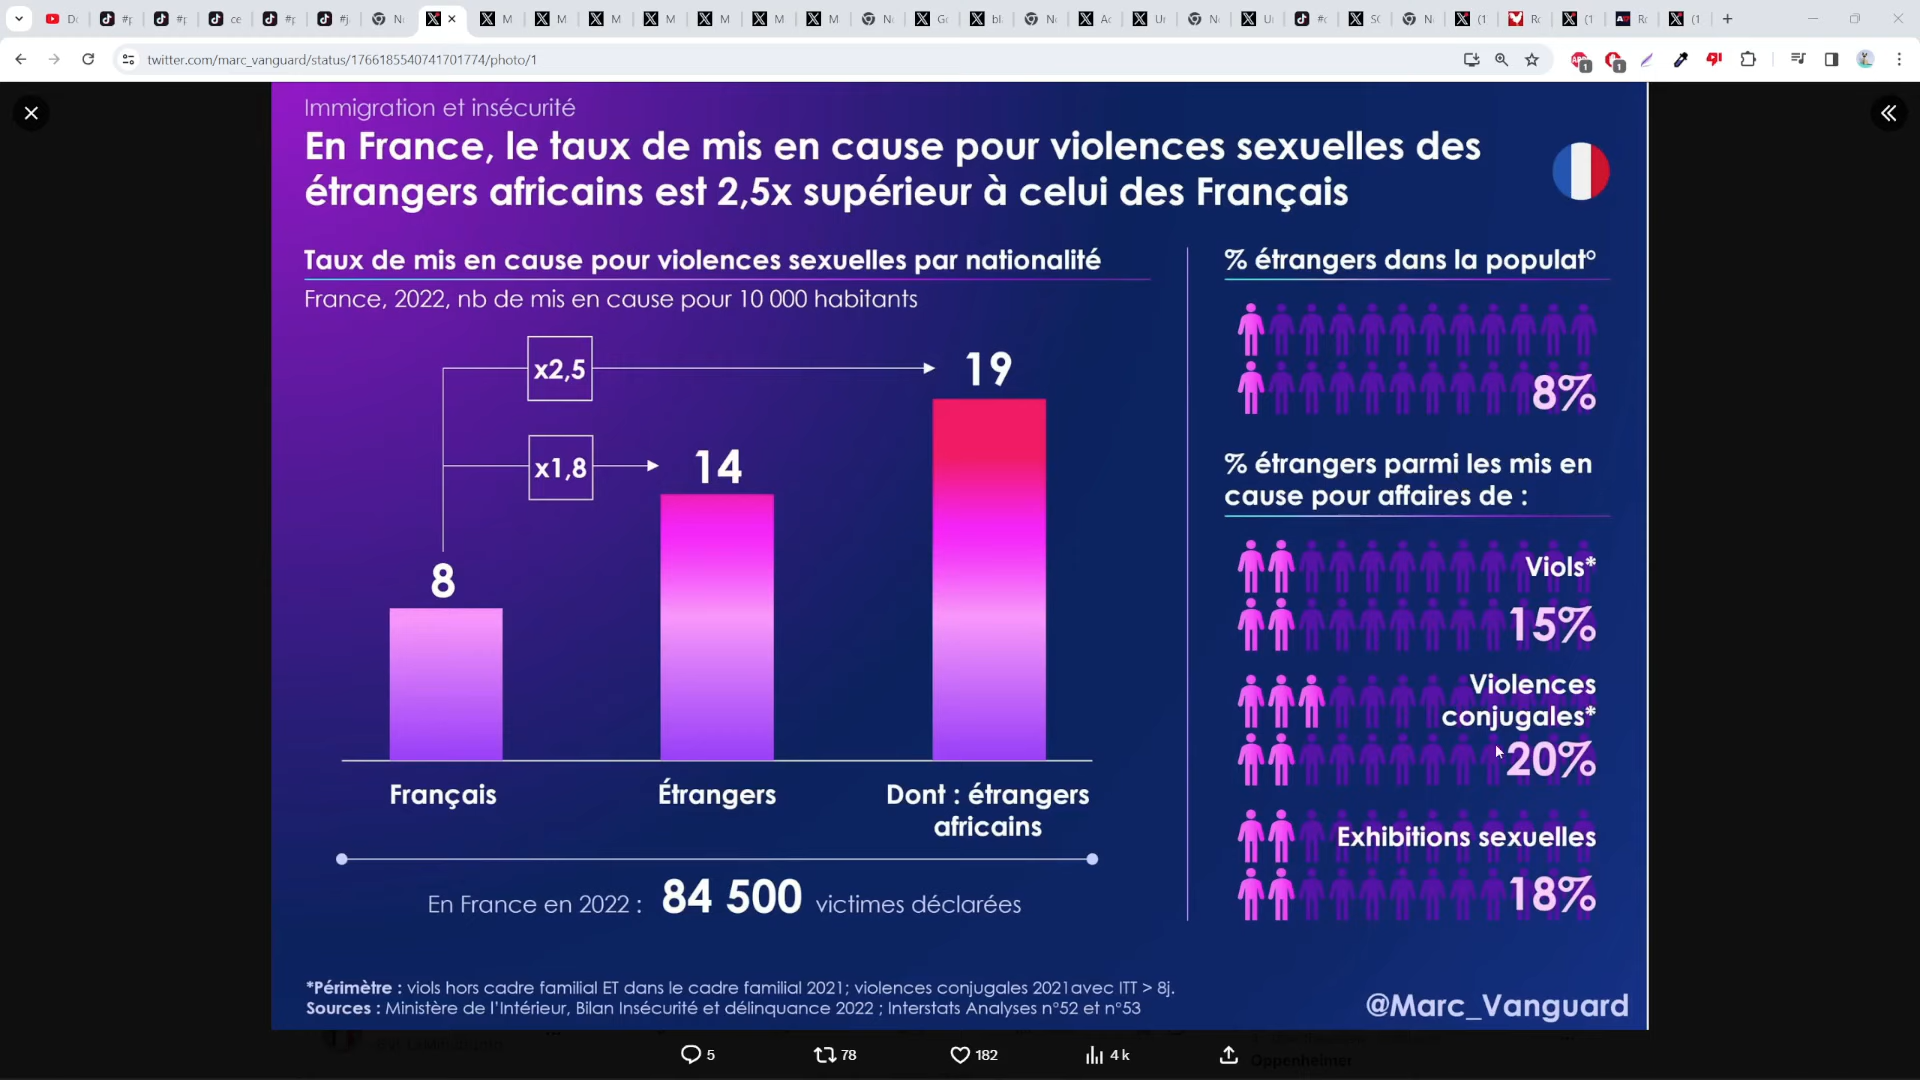 twitter.com/marc_vanguard/status/1766185540741701774/photo/1
Immigration et insécurité
En France, le taux de mis en cause pour violences sexuelles des
étrangers africains est 2,5x supérieur à celui des Français
Taux de mis en cause pour violences sexuelles par nationalité
France, 2022, nb de mis en cause pour 10 000 habitants
x2,5
19
x1,8
14
8
Français
Étrangers
Dont : étrangers
africains
En France en 2022 : 84 500 victimes déclarées
% étrangers dans la populat°
8%
% étrangers parmi les mis en
cause pour affaires de :
Viols*
15%
Violences
conjugales*
20%
Exhibitions sexuelles
18%
*Périmètre : viols hors cadre familial ET dans le cadre familial 2021; violences conjugales 2021avec ITT > 8j.
Sources : Ministère de l'Intérieur, Bilan Insécurité et délinquance 2022 ; Interstats Analyses n°52 et n°53
@Marc_Vanguard
5
78
182
4 k
Oppenheimer